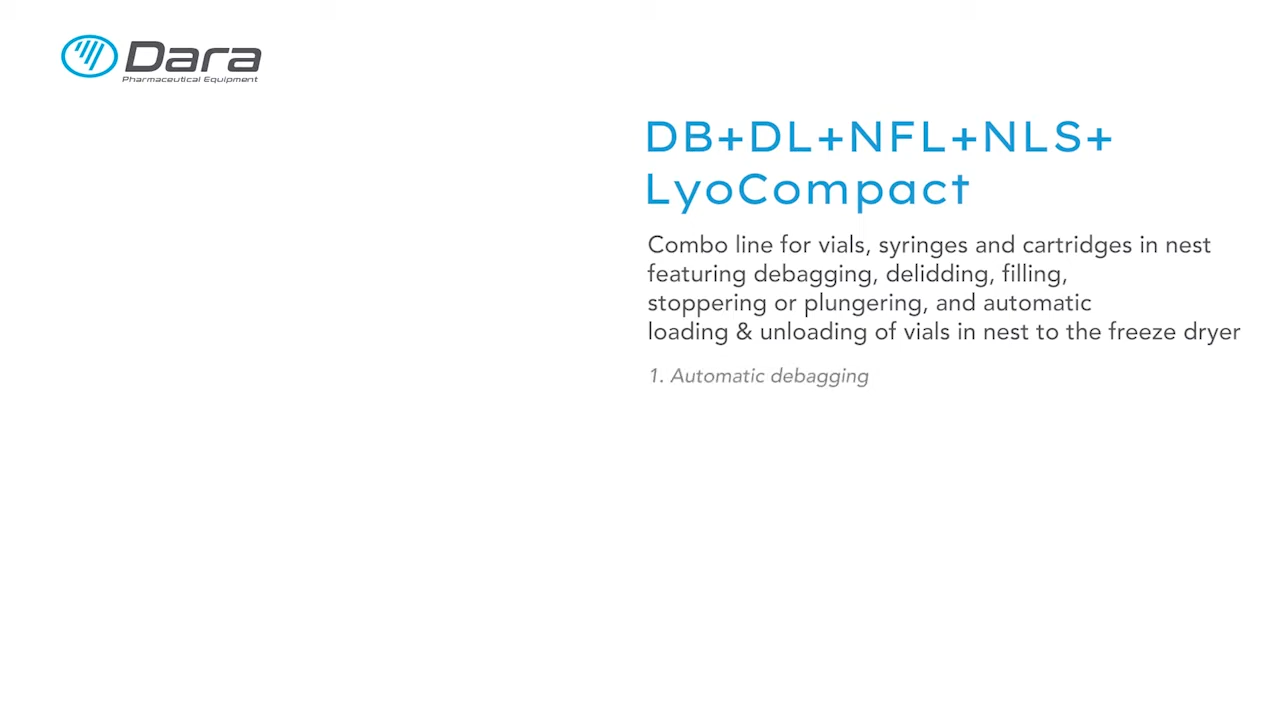 Dara
Pharmaceutical Equipment
DB+DL+NFL+NLS+
LyoCompact
Combo line for vials, syringes and cartridges in nest
featuring debagging, delidding, filling,
stoppering or plungering, and automatic
loading & unloading of vials in nest to the freeze dryer
1. Automatic debagging